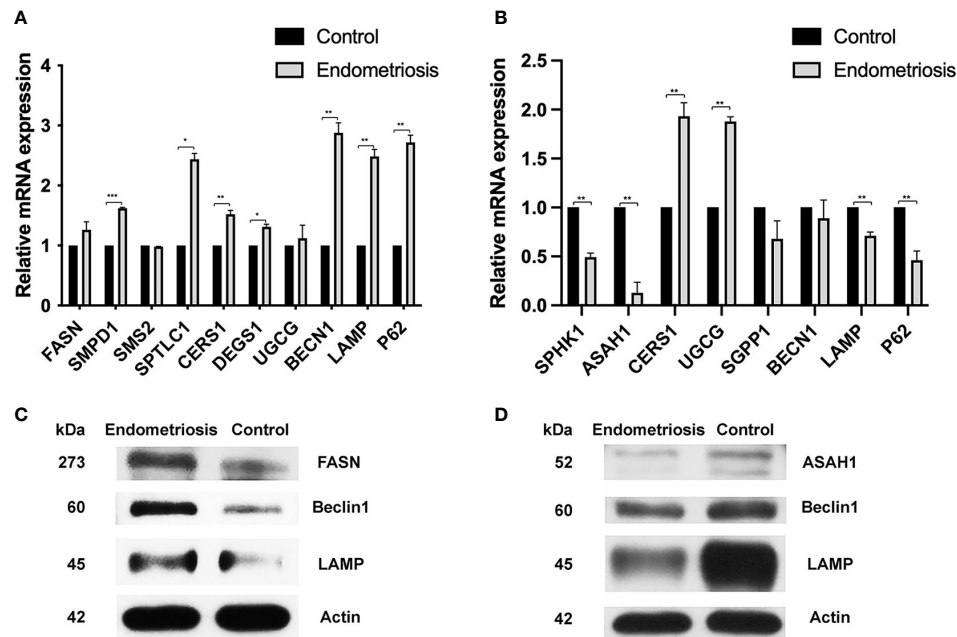 A
Control
Endometriosis
Relative mRNA expression
4
3
2
1
0
***
*
**
*
**
**
**
FASN
SMPD1
SMS2
SPTLC1
CERS1
DEGS1
UGCG
BECN1
LAMP
P62
B
Control
Endometriosis
Relative mRNA expression
2.5
2.0
1.5
1.0
0.5
0.0
**
**
**
**
**
**
SPHK1
ASAH1
CERS1
UGCG
SGPP1
BECN1
LAMP
P62
C
kDa Endometriosis Control
273 FASN
60 Beclin1
45 LAMP
42 Actin
D
kDa Endometriosis Control
52 ASAH1
60 Beclin1
45 LAMP
42 Actin